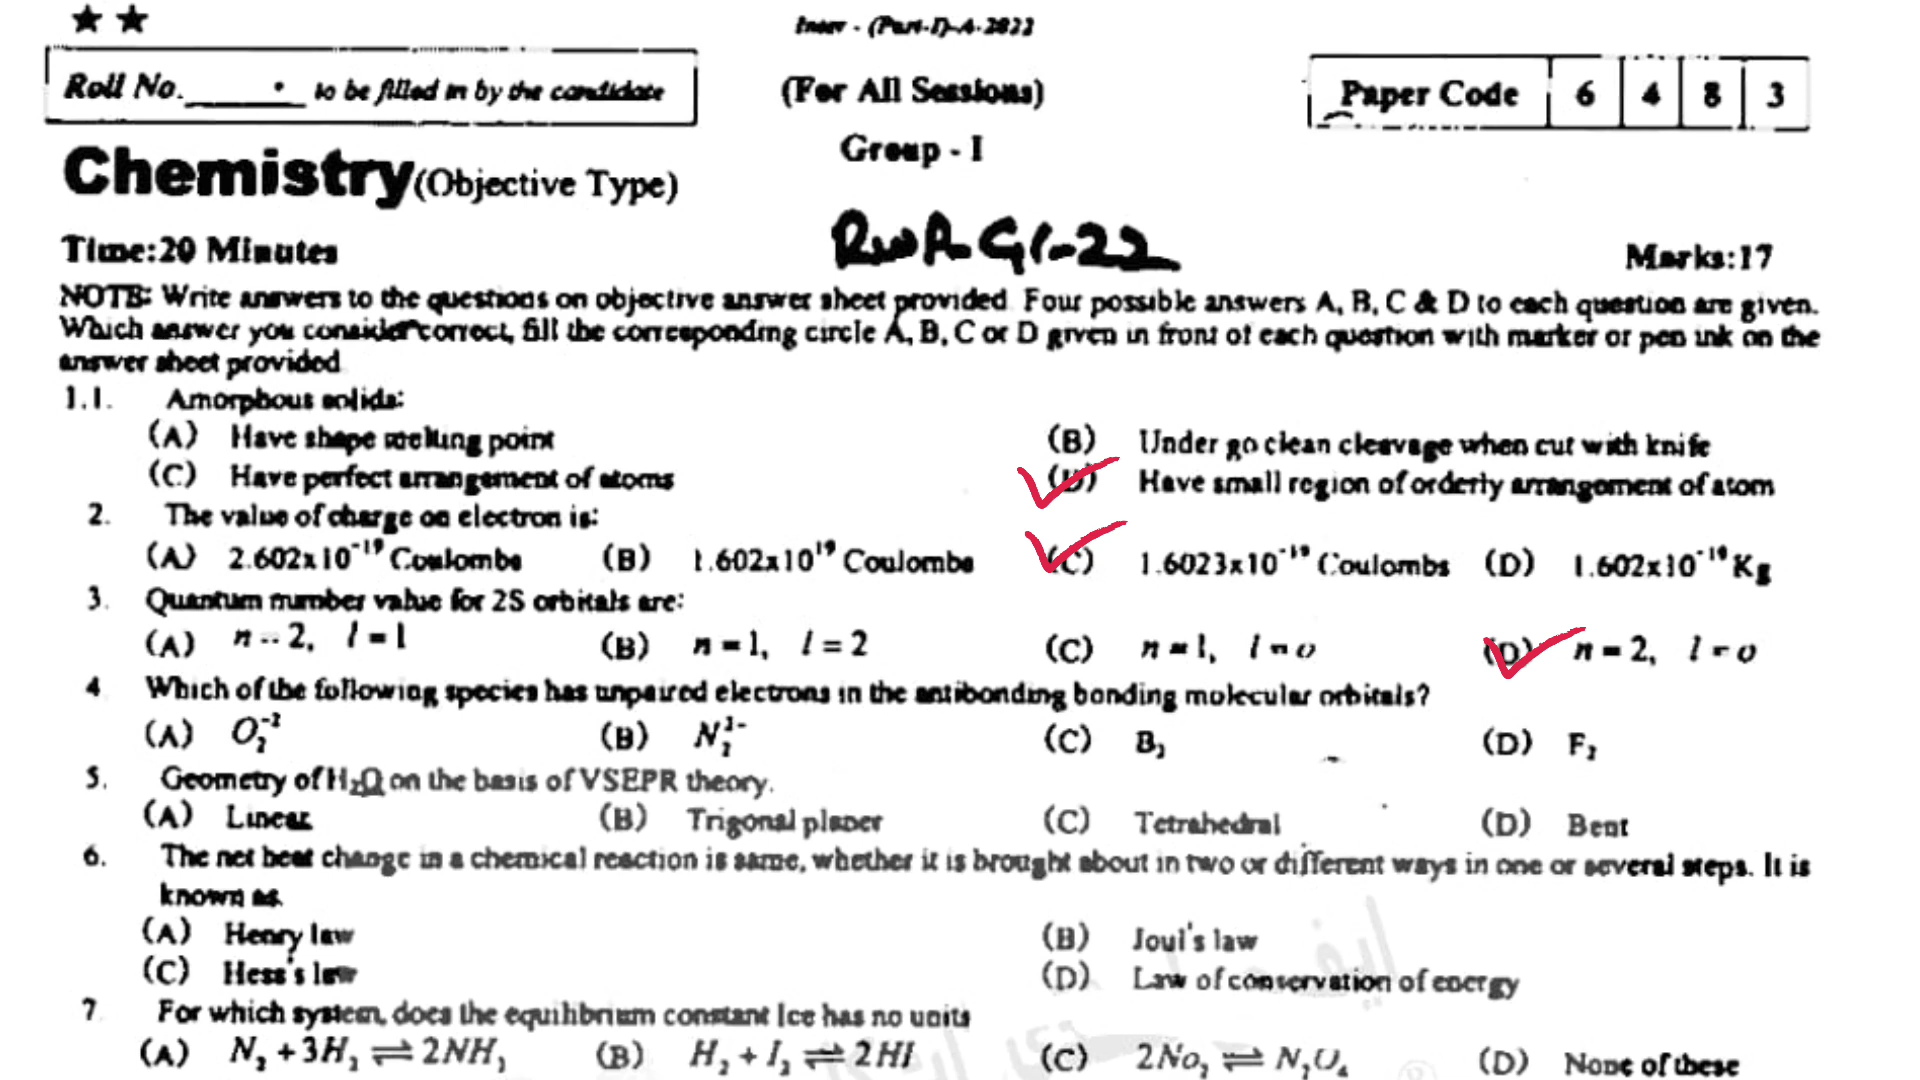 Inter - (Part-I)-A-2022
Roll No. ______ to be filled in by the candidate
(For All Sessions)
Paper Code 6 4 8 3
Group - I
Chemistry (Objective Type)
RWA-G1-22
Time:20 Minutes
Marks:17
NOTE: Write answers to the questions on objective answer sheet provided. Four possible answers A, B, C & D to each question are given.
Which answer you consider correct, fill the corresponding circle A, B, C or D given in front of each question with marker or pen ink on the
answer sheet provided
1.1. Amorphous solids:
(A) Have shape melting point (B) Under go clean cleavage when cut with knife
(C) Have perfect arrangement of atoms (D) Have small region of orderly arrangement of atom
2. The value of charge on electron is:
(A) 2.602x10⁻¹⁹ Coulombs (B) 1.602x10¹⁹ Coulombs (C) 1.6023x10⁻¹⁹ Coulombs (D) 1.602x10⁻¹⁹ Kg
3. Quantum number value for 2S orbitals are:
(A) n = 2, l = 1 (B) n = 1, l = 2 (C) n = 1, l = o (D) n = 2, l = o
4 Which of the following species has unpaired electrons in the antibonding bonding molecular orbitals?
(A) O₂⁻² (B) N₂²⁻ (C) B₂ (D) F₂
5. Geometry of H₂O on the basis of VSEPR theory.
(A) Linear (B) Trigonal planer (C) Tetrahedral (D) Bent
6. The net heat change in a chemical reaction is same, whether it is brought about in two or different ways in one or several steps. It is
known as.
(A) Henry law (B) Joul's law
(C) Hess's law (D) Law of conservation of energy
7 For which system, does the equilibrium constant Ice has no units
(A) N₂ + 3H₂ ⇌ 2NH₃ (B) H₂ + I₂ ⇌ 2HI (C) 2No₂ ⇌ N₂O₄ (D) None of these